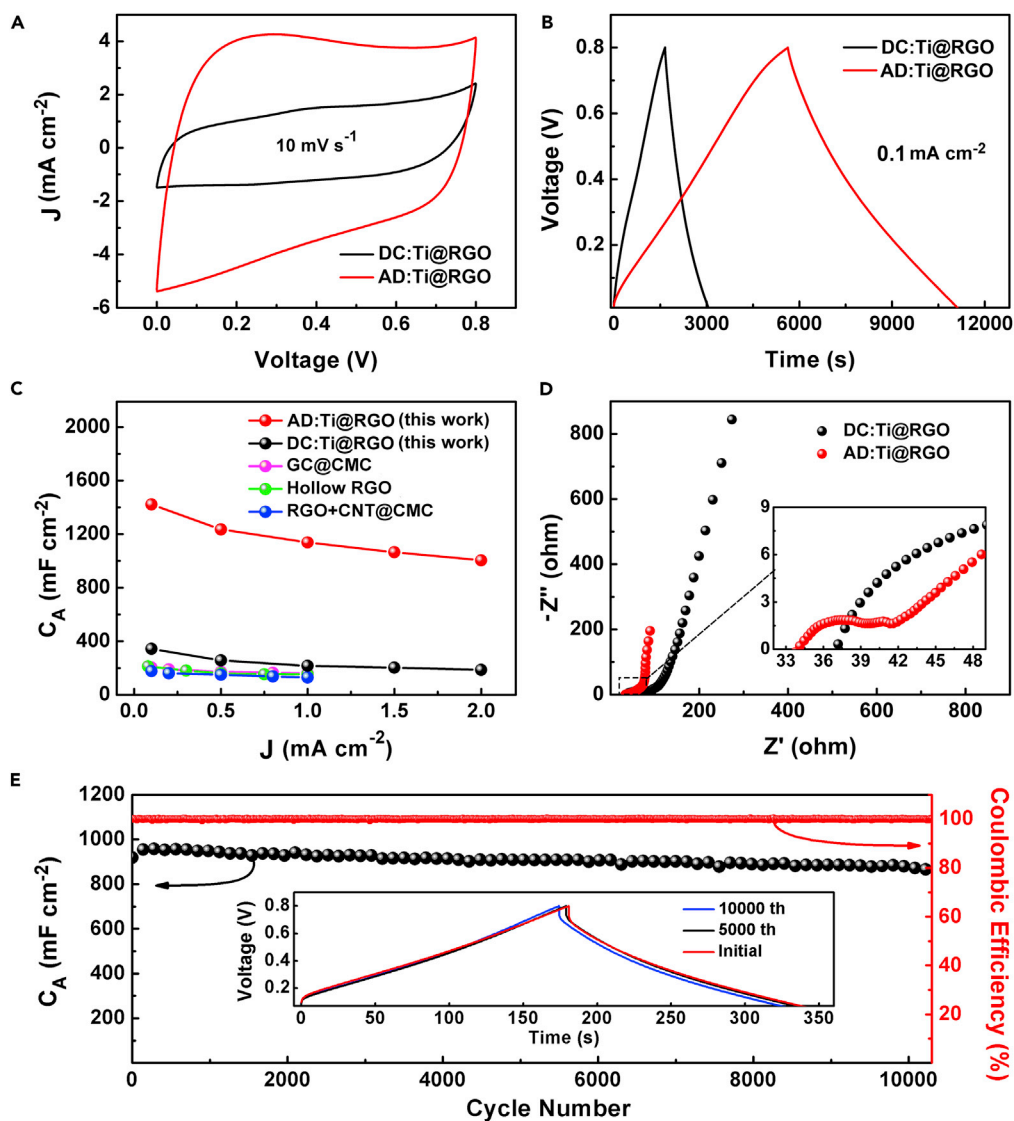 A
J (mA cm-2)
4
2
0
-2
-4
-6
10 mV s-1
DC:Ti@RGO
AD:Ti@RGO
0.0 0.2 0.4 0.6 0.8
Voltage (V)
B
Voltage (V)
0.8
0.6
0.4
0.2
DC:Ti@RGO
AD:Ti@RGO
0.1 mA cm-2
0 3000 6000 9000 12000
Time (s)
C
CA (mF cm-2)
2000
1600
1200
800
400
0
AD:Ti@RGO (this work)
DC:Ti@RGO (this work)
GC@CMC
Hollow RGO
RGO+CNT@CMC
0.0 0.5 1.0 1.5 2.0
J (mA cm-2)
D
-Z'' (ohm)
800
600
400
200
0
DC:Ti@RGO
AD:Ti@RGO
9
6
3
0
33 36 39 42 45 48
200 400 600 800
Z' (ohm)
E
CA (mF cm-2)
1200
1000
800
600
400
200
0.8
0.6
0.4
0.2
Voltage (V)
10000 th
5000 th
Initial
0 50 100 150 200 250 300 350
Time (s)
100
80
60
40
20
Coulombic Efficiency (%)
0 2000 4000 6000 8000 10000
Cycle Number